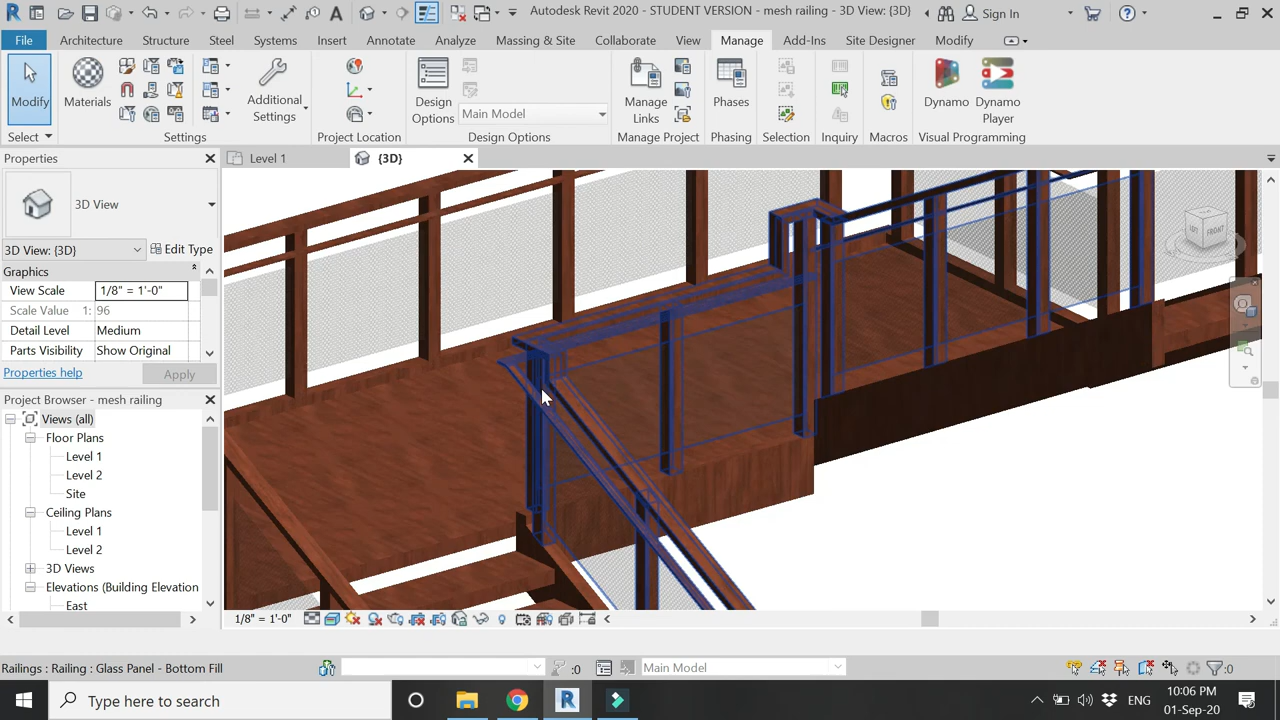 Autodesk Revit 2020 - STUDENT VERSION - mesh railing - 3D View: {3D}
Sign In
File Architecture Structure Steel Systems Insert Annotate Analyze Massing & Site Collaborate View Manage Add-Ins Site Designer Modify
Modify
Materials
Additional
Settings
Design
Options
Main Model
Manage
Links
Phases
Dynamo
Dynamo
Player
Select Settings Project Location Design Options Manage Project Phasing Selection Inquiry Macros Visual Programming
Properties
Level 1
{3D}
3D View
3D View: {3D}
Edit Type
Graphics
View Scale 1/8" = 1'-0"
Scale Value 1: 96
Detail Level Medium
Parts Visibility Show Original
Properties help
Apply
Project Browser - mesh railing
Views (all)
Floor Plans
Level 1
Level 2
Site
Ceiling Plans
Level 1
Level 2
3D Views
Elevations (Building Elevation
East
FRONT
1/8" = 1'-0"
Railings : Railing : Glass Panel - Bottom Fill
:0
Main Model
:0
Type here to search
ENG
10:06 PM
01-Sep-20